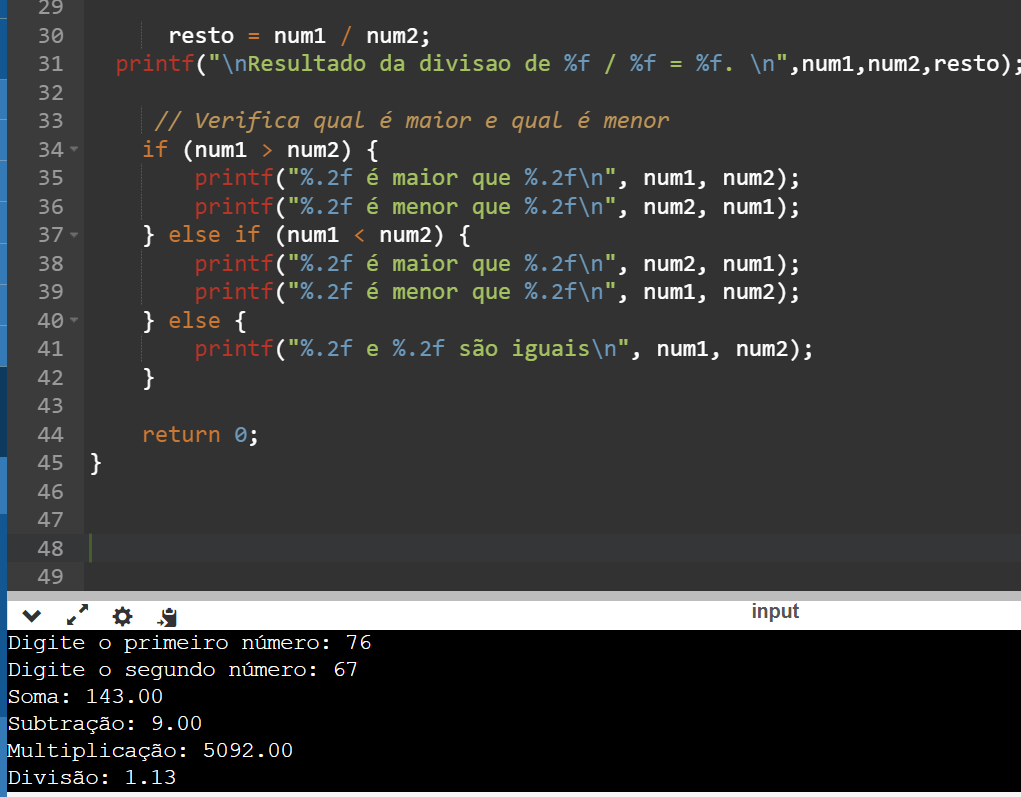 29
30 resto = num1 / num2;
31 printf("\nResultado da divisao de %f / %f = %f. \n",num1,num2,resto);
32
33 // Verifica qual é maior e qual é menor
34 if (num1 > num2) {
35 printf("%.2f é maior que %.2f\n", num1, num2);
36 printf("%.2f é menor que %.2f\n", num2, num1);
37 } else if (num1 < num2) {
38 printf("%.2f é maior que %.2f\n", num2, num1);
39 printf("%.2f é menor que %.2f\n", num1, num2);
40 } else {
41 printf("%.2f e %.2f são iguais\n", num1, num2);
42 }
43
44 return 0;
45 }
46
47
48
49
input
Digite o primeiro número: 76
Digite o segundo número: 67
Soma: 143.00
Subtração: 9.00
Multiplicação: 5092.00
Divisão: 1.13